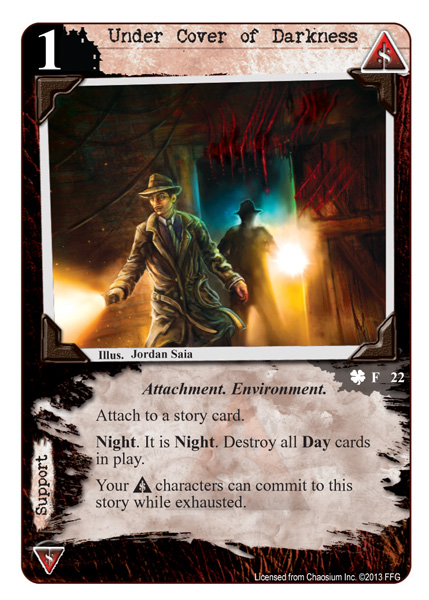 1
Under Cover of Darkness
Illus. Jordan Saia
F 22
Attachment. Environment.
Attach to a story card.
Night. It is Night. Destroy all Day cards
in play.
Your characters can commit to this
story while exhausted.
Support
Licensed from Chaosium Inc. ©2013 FFG